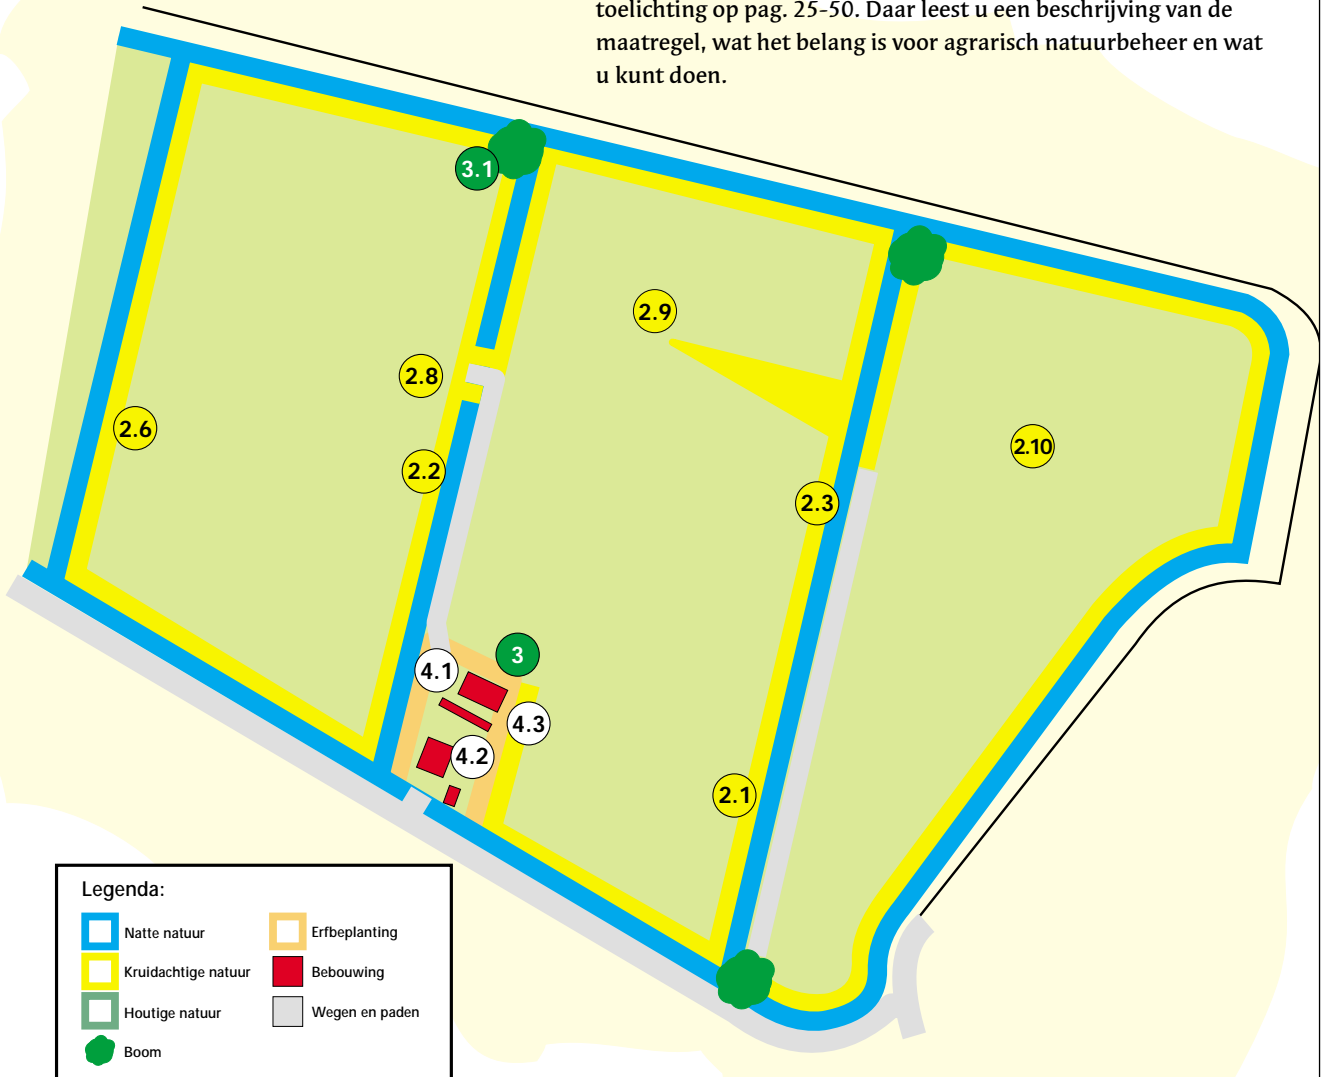 toelichting op pag. 25-50. Daar leest u een beschrijving van de
maatregel, wat het belang is voor agrarisch natuurbeheer en wat
u kunt doen.
3.1
2.9
2.8
2.6
2.10
2.2
2.3
3
4.1
4.3
4.2
2.1
Legenda:
Natte natuur
Erfbeplanting
Kruidachtige natuur
Bebouwing
Houtige natuur
Wegen en paden
Boom